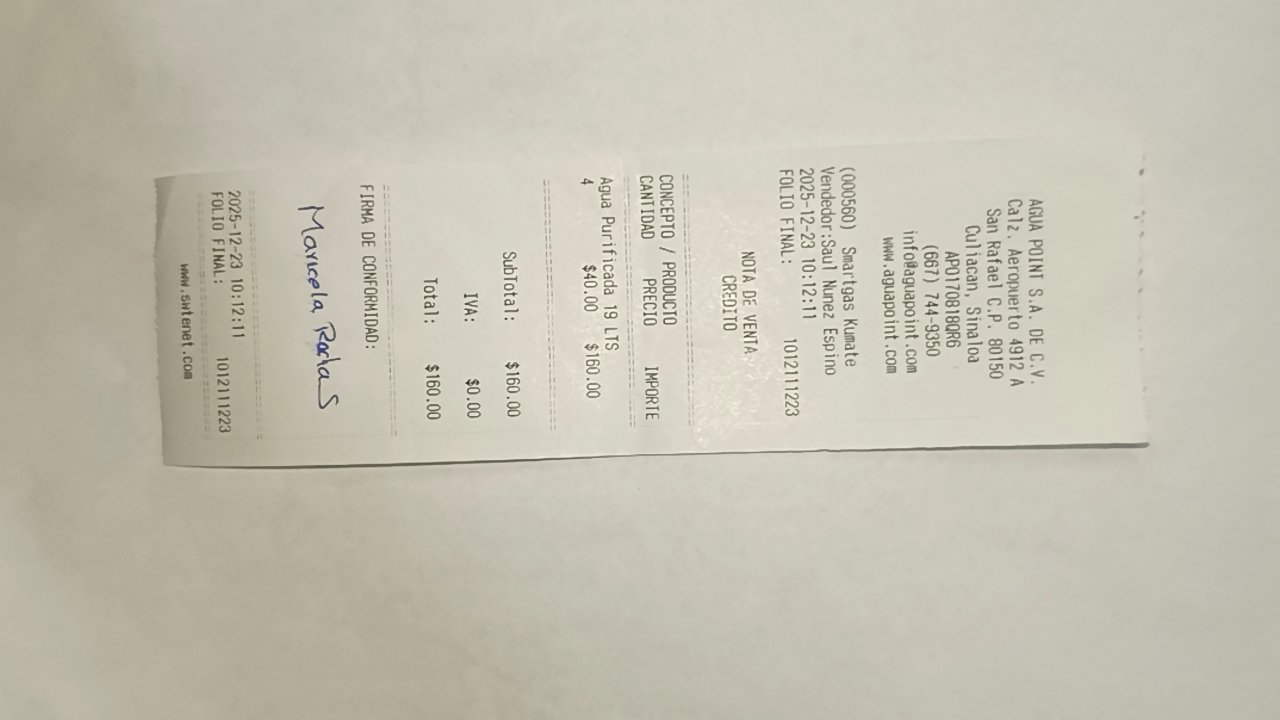 AGUA POINT S.A. DE C.V.
Calz. Aeropuerto 4912 A
San Rafael C.P. 80150
Culiacan, Sinaloa
APO170818QR6
(667) 744-9350
info@aguapoint.com
www.aguapoint.com
(000560) Smartgas Kumate
Vendedor:Saul Nunez Espino
2025-12-23 10:12:11
FOLIO FINAL: 1012111223
NOTA DE VENTA
CREDITO
CONCEPTO / PRODUCTO
CANTIDAD PRECIO IMPORTE
Agua Purificada 19 LTS
4 $40.00 $160.00
SubTotal: $160.00
IVA: $0.00
Total: $160.00
FIRMA DE CONFORMIDAD:
Maricela
2025-12-23 10:12:11
FOLIO FINAL: 1012111223
www.swtenet.com